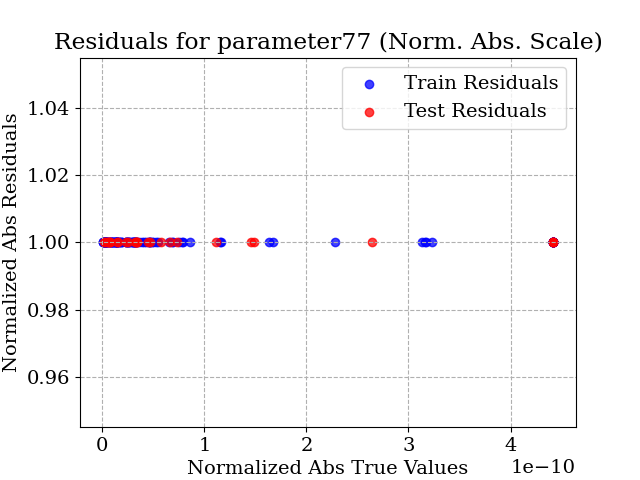 Residuals for parameter77 (Norm. Abs. Scale)
Train Residuals
Test Residuals
Normalized Abs Residuals
1.04
1.02
1.00
0.98
0.96
0 1 2 3 4
1e−10
Normalized Abs True Values